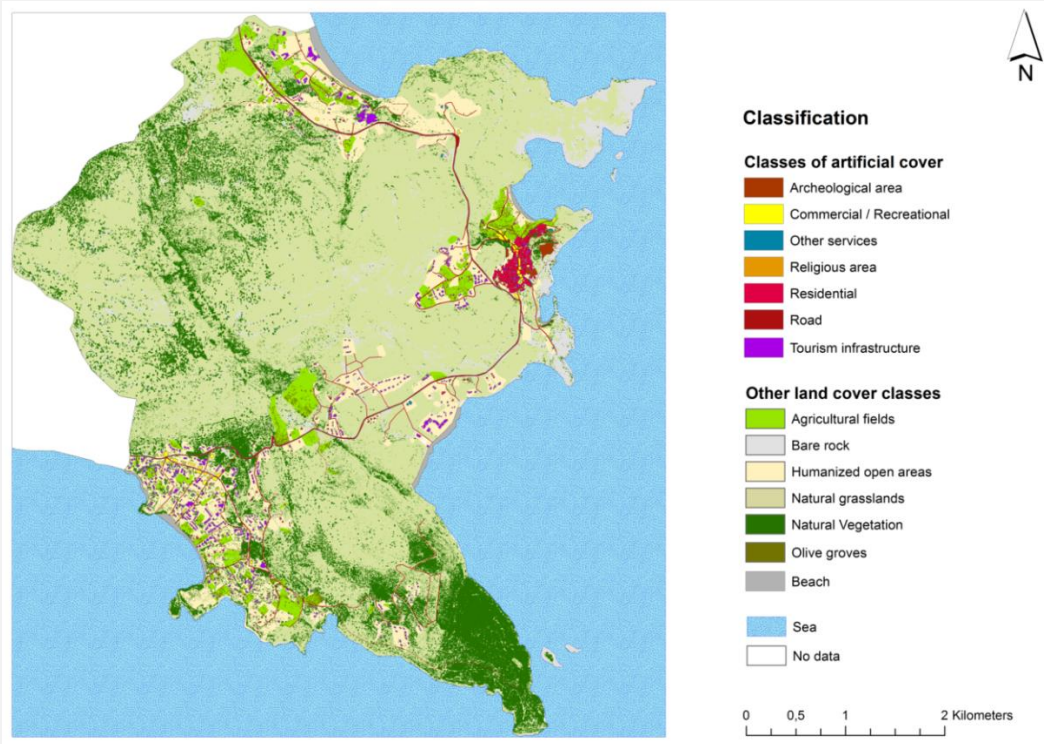 N
Classification
Classes of artificial cover
Archeological area
Commercial / Recreational
Other services
Religious area
Residential
Road
Tourism infrastructure
Other land cover classes
Agricultural fields
Bare rock
Humanized open areas
Natural grasslands
Natural Vegetation
Olive groves
Beach
Sea
No data
0 0,5 1 2 Kilometers